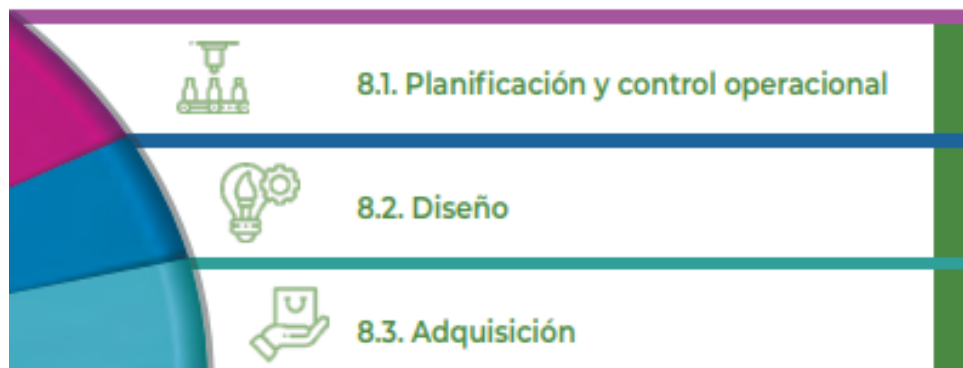 8.1. Planificación y control operacional
8.2. Diseño
8.3. Adquisición